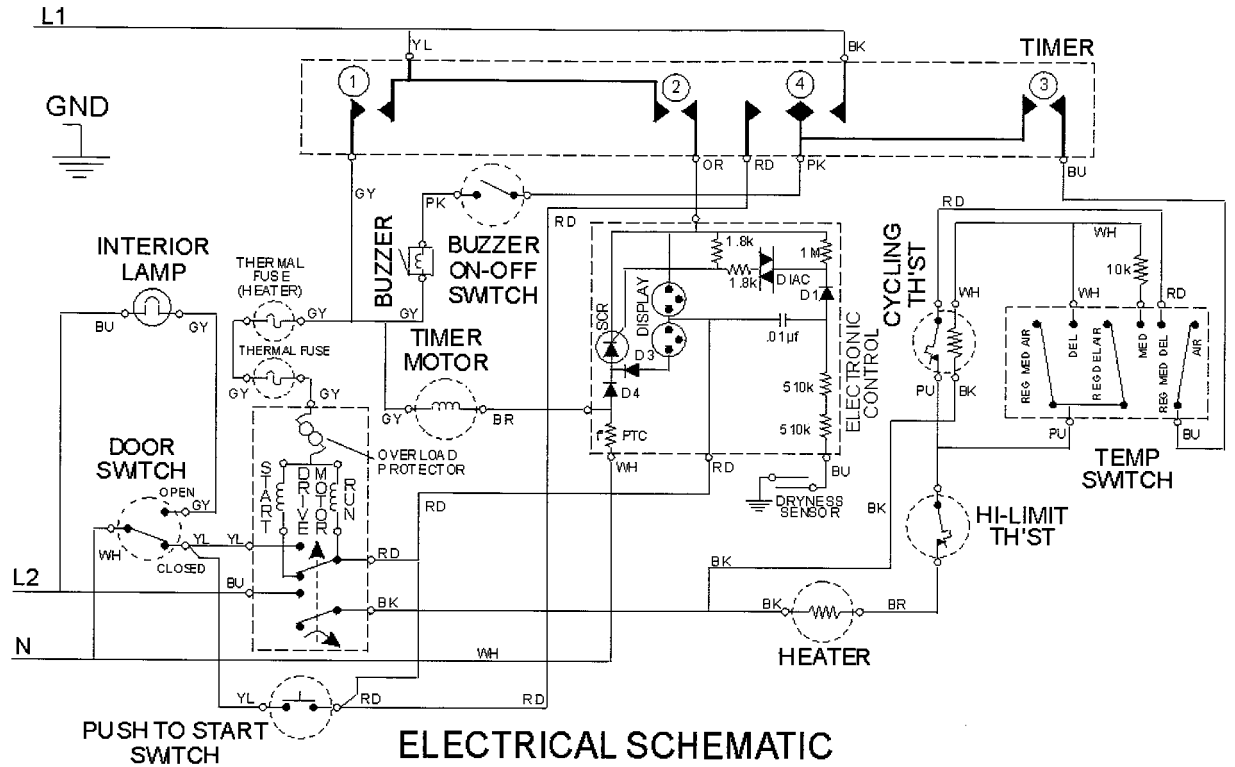 L1
YL
BK
TIMER
1
2
4
3
GND
OR
RD
PK
BU
GY
PK
RD
RD
WH
BUZZER
BUZZER
ON-OFF
SWITCH
INTERIOR
LAMP
THERMAL
FUSE
(HEATER)
GY
GY
GY
BU
GY
THERMAL FUSE
GY
GY
TIMER
MOTOR
GY
BR
1.8k
1.8k
1M
DIAC
D1
SCR
DISPLAY
.01µf
D3
D4
510k
510k
PTC
ELECTRONIC
CONTROL
CYCLING
TH'ST
WH
10k
WH
RD
REG MED AIR
DEL
REG DEL AIR
MED
REG MED DEL
AIR
PU
BK
PU
BU
TEMP
SWITCH
WH
RD
BU
DRYNESS
SENSOR
OVERLOAD
PROTECTOR
DOOR
SWITCH
OPEN
GY
START
DRIVE
MOTOR
RUN
RD
YL
YL
WH
CLOSED
RD
BK
HI-LIMIT
TH'ST
L2
BU
BK
BK
BK
BR
HEATER
N
WH
YL
RD
RD
PUSH TO START
SWITCH
ELECTRICAL SCHEMATIC